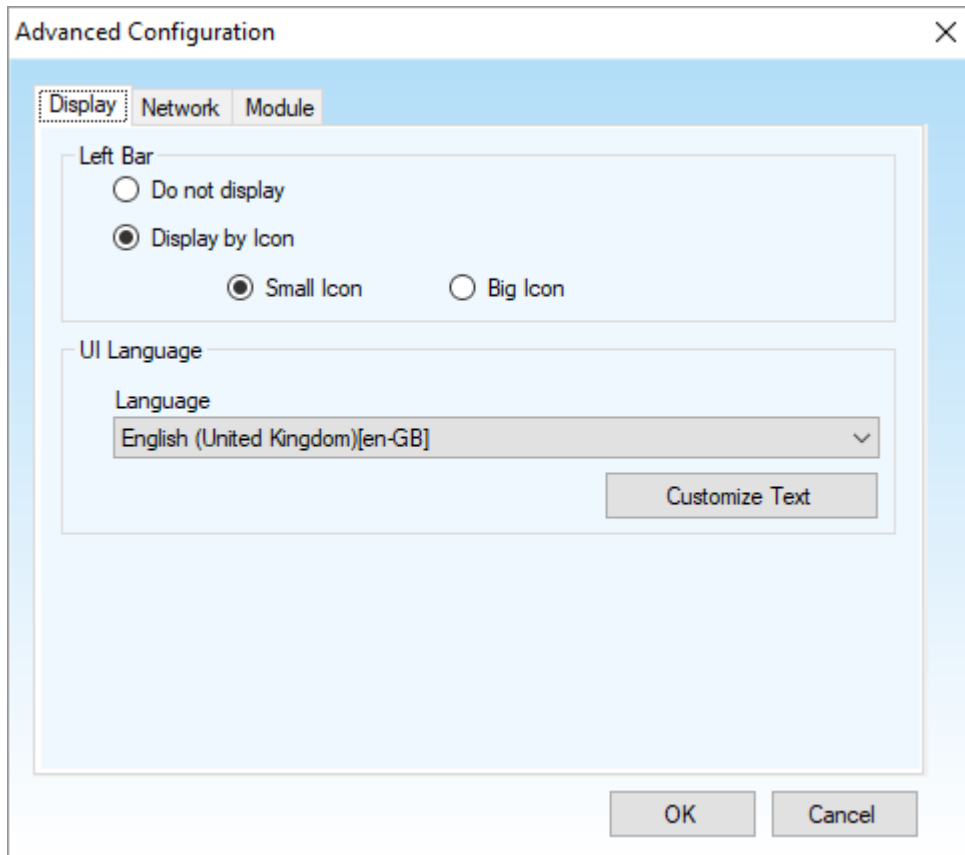 Advanced Configuration
Display Network Module
Left Bar
Do not display
Display by Icon
Small Icon Big Icon
UI Language
Language
English (United Kingdom)[en-GB]
Customize Text
OK Cancel